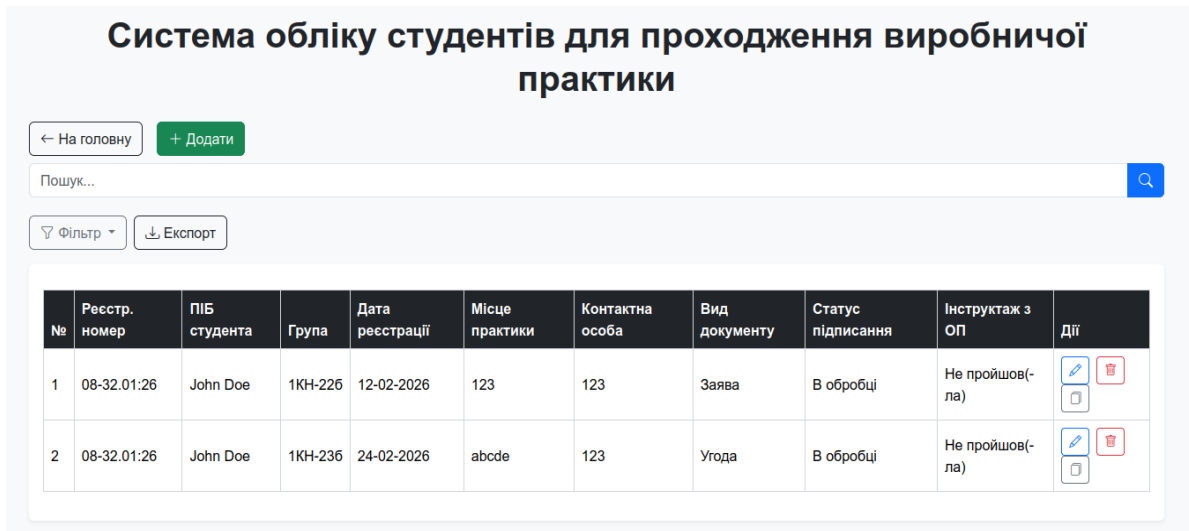 Система обліку студентів для проходження виробничої
практики
← На головну + Додати
Пошук...
Фільтр Експорт
№ Реєстр. номер ПІБ студента Група Дата реєстрації Місце практики Контактна особа Вид документу Статус підписання Інструктаж з ОП Дії
1 08-32.01:26 John Doe 1КН-22б 12-02-2026 123 123 Заява В обробці Не пройшов(-ла)
2 08-32.01:26 John Doe 1КН-23б 24-02-2026 abcde 123 Угода В обробці Не пройшов(-ла)